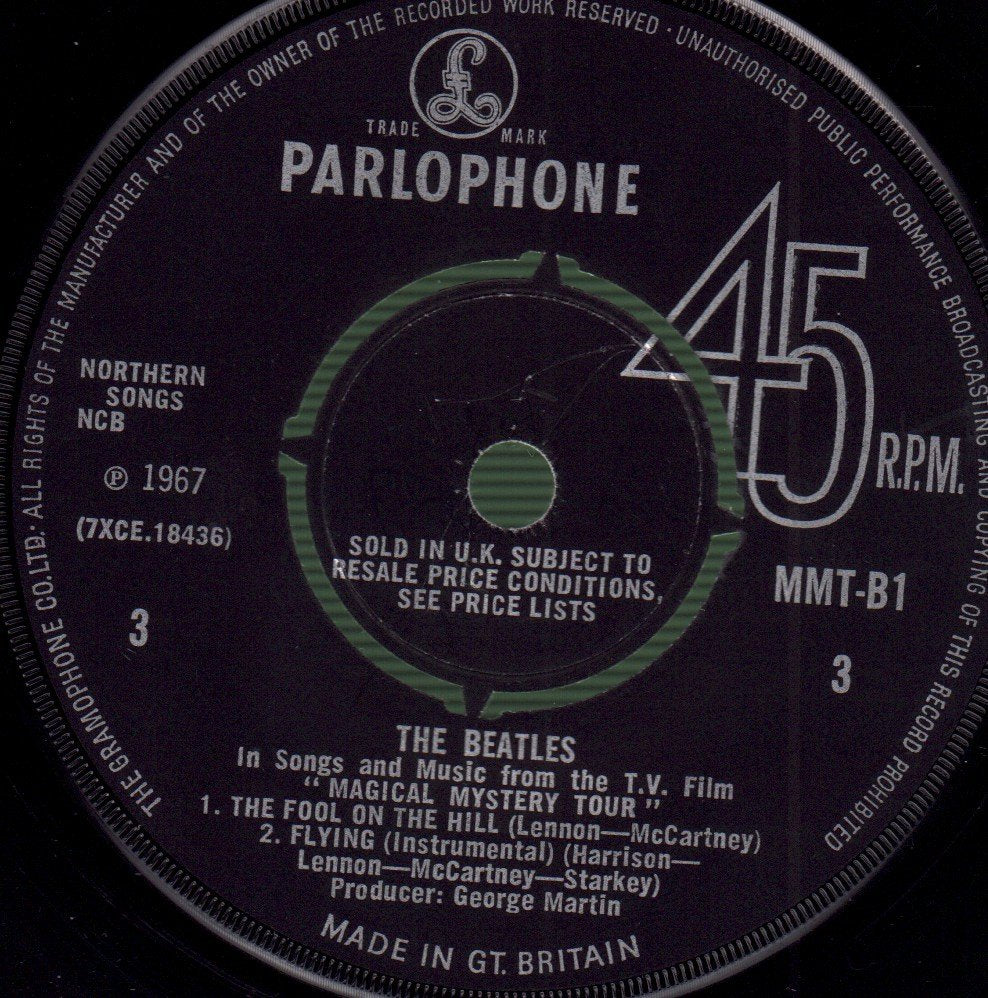 THE GRAMOPHONE CO.LTD. ALL RIGHTS OF THE MANUFACTURER AND OF THE OWNER OF THE RECORDED WORK RESERVED · UNAUTHORISED PUBLIC PERFORMANCE BROADCASTING AND COPYING OF THIS RECORD PROHIBITED
£
TRADE MARK
PARLOPHONE
45 R.P.M.
NORTHERN
SONGS
NCB
℗ 1967
(7XCE.18436)
3
SOLD IN U.K. SUBJECT TO
RESALE PRICE CONDITIONS,
SEE PRICE LISTS
MMT-B1
3
THE BEATLES
In Songs and Music from the T.V. Film
“ MAGICAL MYSTERY TOUR ”
1. THE FOOL ON THE HILL (Lennon—McCartney)
2. FLYING (Instrumental) (Harrison—
Lennon—McCartney—Starkey)
Producer: George Martin
MADE IN GT. BRITAIN